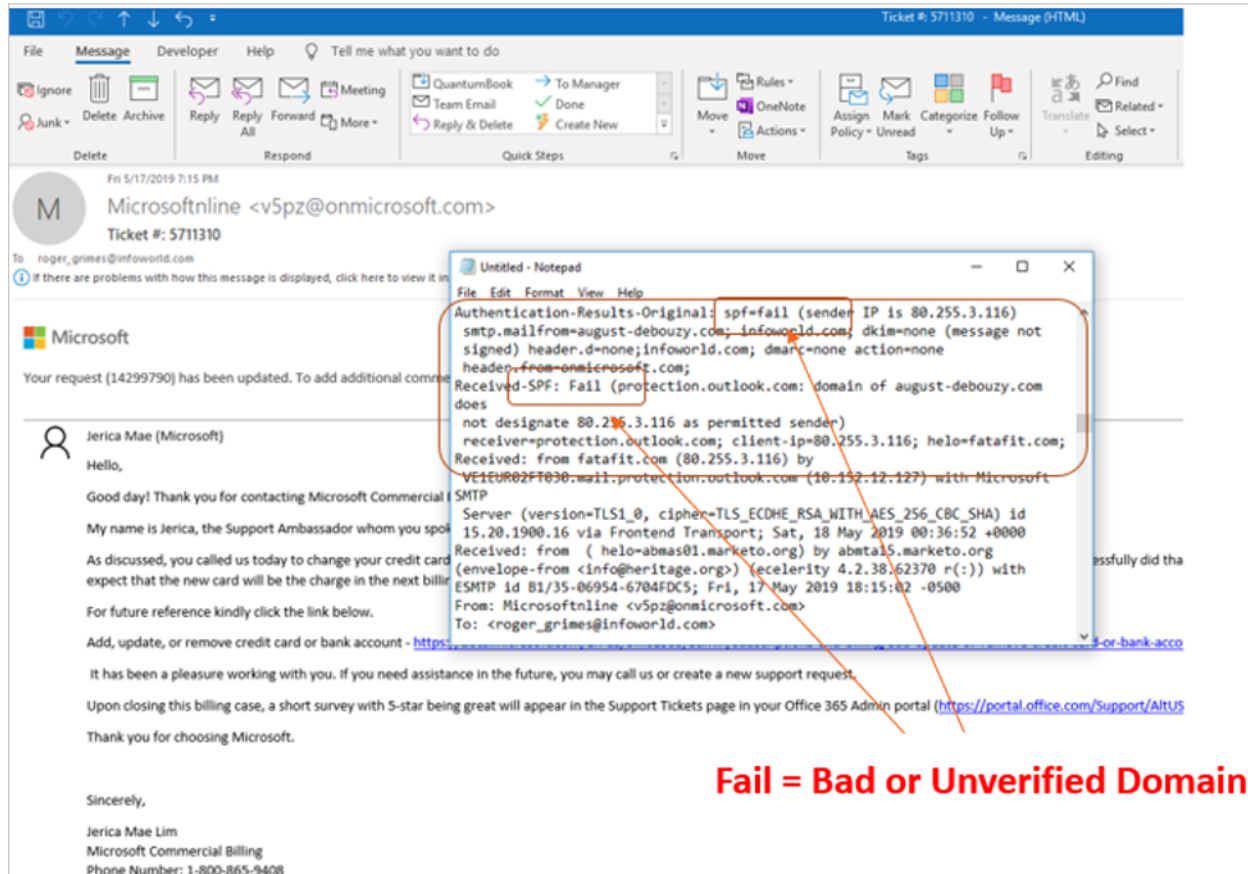 Ticket #: 5711310 - Message (HTML)
File Message Developer Help Tell me what you want to do
Ignore
Junk
Delete Archive
Reply Reply All Forward
Meeting
More
QuantumBook To Manager
Team Email Done
Reply & Delete Create New
Move
Rules
OneNote
Actions
Assign Policy Mark Unread Categorize Follow Up
Translate
Find
Related
Select
Delete Respond Quick Steps Move Tags Editing
Fri 5/17/2019 7:15 PM
M
Microsoftnline <v5pz@onmicrosoft.com>
Ticket #: 5711310
To roger_grimes@infoworld.com
If there are problems with how this message is displayed, click here to view it in
Microsoft
Your request (14299790) has been updated. To add additional comme
Jerica Mae (Microsoft)
Hello,
Good day! Thank you for contacting Microsoft Commercial
My name is Jerica, the Support Ambassador whom you spok
As discussed, you called us today to change your credit card
essfully did tha
expect that the new card will be the charge in the next billin
For future reference kindly click the link below.
Add, update, or remove credit card or bank account - https:
d-or-bank-acco
It has been a pleasure working with you. If you need assistance in the future, you may call us or create a new support request.
Upon closing this billing case, a short survey with 5-star being great will appear in the Support Tickets page in your Office 365 Admin portal (https://portal.office.com/Support/AltUS
Thank you for choosing Microsoft.
Sincerely,
Jerica Mae Lim
Microsoft Commercial Billing
Phone Number: 1-800-865-9408
Untitled - Notepad
File Edit Format View Help
Authentication-Results-Original: spf=fail (sender IP is 80.255.3.116)
smtp.mailfrom=august-debouzy.com; infoworld.com; dkim=none (message not
signed) header.d=none;infoworld.com; dmarc=none action=none
header.from=onmicrosoft.com;
Received-SPF: Fail (protection.outlook.com: domain of august-debouzy.com
does
not designate 80.255.3.116 as permitted sender)
receiver=protection.outlook.com; client-ip=80.255.3.116; helo=fatafit.com;
Received: from fatafit.com (80.255.3.116) by
VE1EUR02FT030.mail.protection.outlook.com (10.152.12.127) with Microsoft
SMTP
Server (version=TLS1_0, cipher=TLS_ECDHE_RSA_WITH_AES_256_CBC_SHA) id
15.20.1900.16 via Frontend Transport; Sat, 18 May 2019 00:36:52 +0000
Received: from ( helo=abmas01.marketo.org) by abmta15.marketo.org
(envelope-from <info@heritage.org>) (ecelerity 4.2.38.62370 r(:)) with
ESMTP id B1/35-06954-6704FDC5; Fri, 17 May 2019 18:15:02 -0500
From: Microsoftnline <v5pz@onmicrosoft.com>
To: <roger_grimes@infoworld.com>
Fail = Bad or Unverified Domain